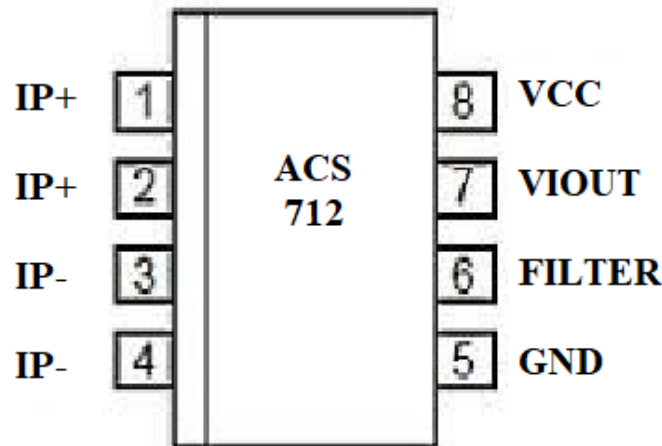 IP+ 1 8 VCC
IP+ 2 ACS 7 VIOUT
712
IP- 3 6 FILTER
IP- 4 5 GND